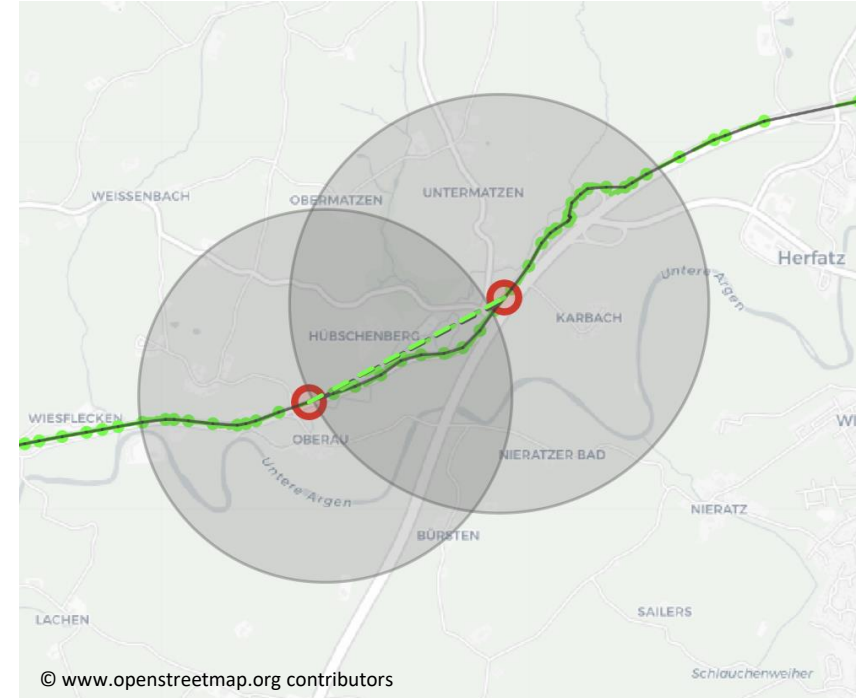 WEISSENBACH
OBERMATZEN
UNTERMATZEN
Herfatz
Untere Argen
KARBACH
HÜBSCHENBERG
WIESFLECKEN
OBERAU
WI
NIERATZER BAD
Untere Argen
NIERATZ
BÜRSTEN
SAILERS
LACHEN
Schlauchenweiher
© www.openstreetmap.org contributors